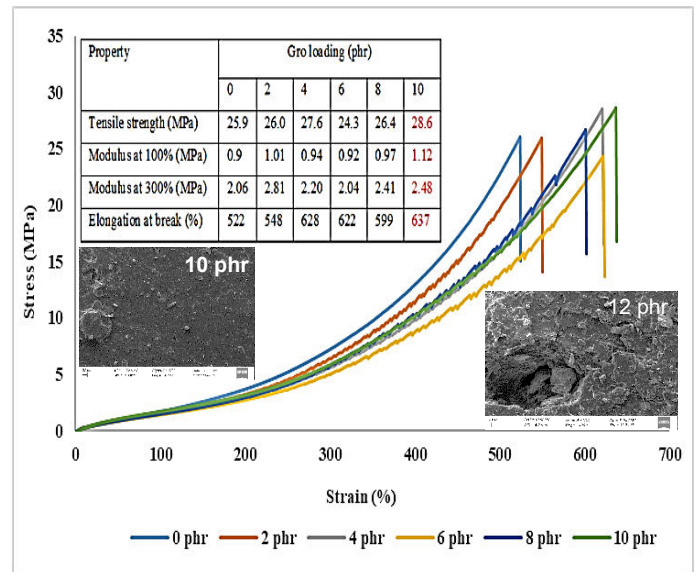 35
30
25
20
15
10
5
0
Stress (MPa)
Property Gro loading (phr)
0 2 4 6 8 10
Tensile strength (MPa) 25.9 26.0 27.6 24.3 26.4 28.6
Modulus at 100% (MPa) 0.9 1.01 0.94 0.92 0.97 1.12
Modulus at 300% (MPa) 2.06 2.81 2.20 2.04 2.41 2.48
Elongation at break (%) 522 548 628 622 599 637
10 phr
12 phr
0 100 200 300 400 500 600 700
Strain (%)
0 phr 2 phr 4 phr 6 phr 8 phr 10 phr